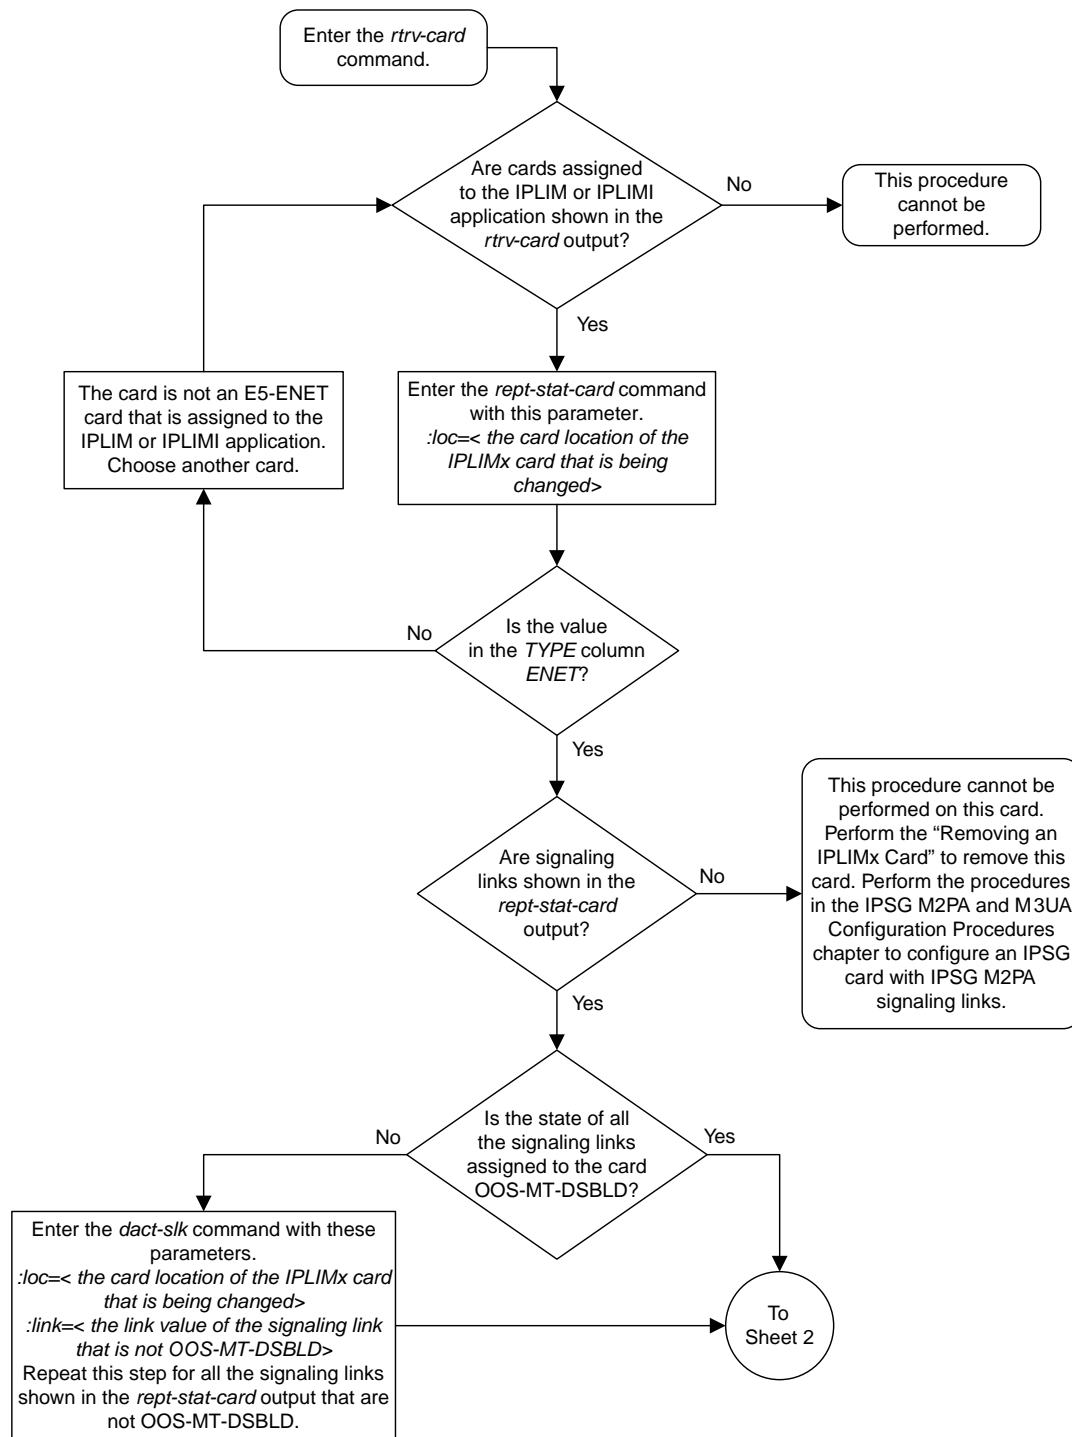 Enter the rtrv-card
command.
Are cards assigned
to the IPLIM or IPLIMI
application shown in the
rtrv-card output?
No
This procedure
cannot be
performed.
Yes
The card is not an E5-ENET
card that is assigned to the
IPLIM or IPLIMI application.
Choose another card.
Enter the rept-stat-card command
with this parameter.
:loc=< the card location of the
IPLIMx card that is being
changed>
No
Is the value
in the TYPE column
ENET?
Yes
Are signaling
links shown in the
rept-stat-card
output?
No
This procedure cannot be
performed on this card.
Perform the “Removing an
IPLIMx Card” to remove this
card. Perform the procedures
in the IPSG M2PA and M3UA
Configuration Procedures
chapter to configure an IPSG
card with IPSG M2PA
signaling links.
Yes
No
Is the state of all
the signaling links
assigned to the card
OOS-MT-DSBLD?
Yes
Enter the dact-slk command with these
parameters.
:loc=< the card location of the IPLIMx card
that is being changed>
:link=< the link value of the signaling link
that is not OOS-MT-DSBLD>
Repeat this step for all the signaling links
shown in the rept-stat-card output that are
not OOS-MT-DSBLD.
To
Sheet 2